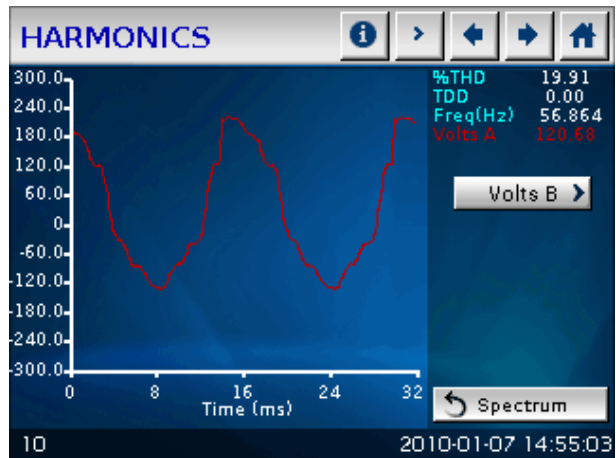 HARMONICS
300.0
240.0
180.0
120.0
60.0
0
-60.0
-120.0
-180.0
-240.0
-300.0
0 8 16 24 32
Time (ms)
%THD 19.91
TDD 0.00
Freq(Hz) 56.864
Volts A 120.68
Volts B
Spectrum
10 2010-01-07 14:55:03